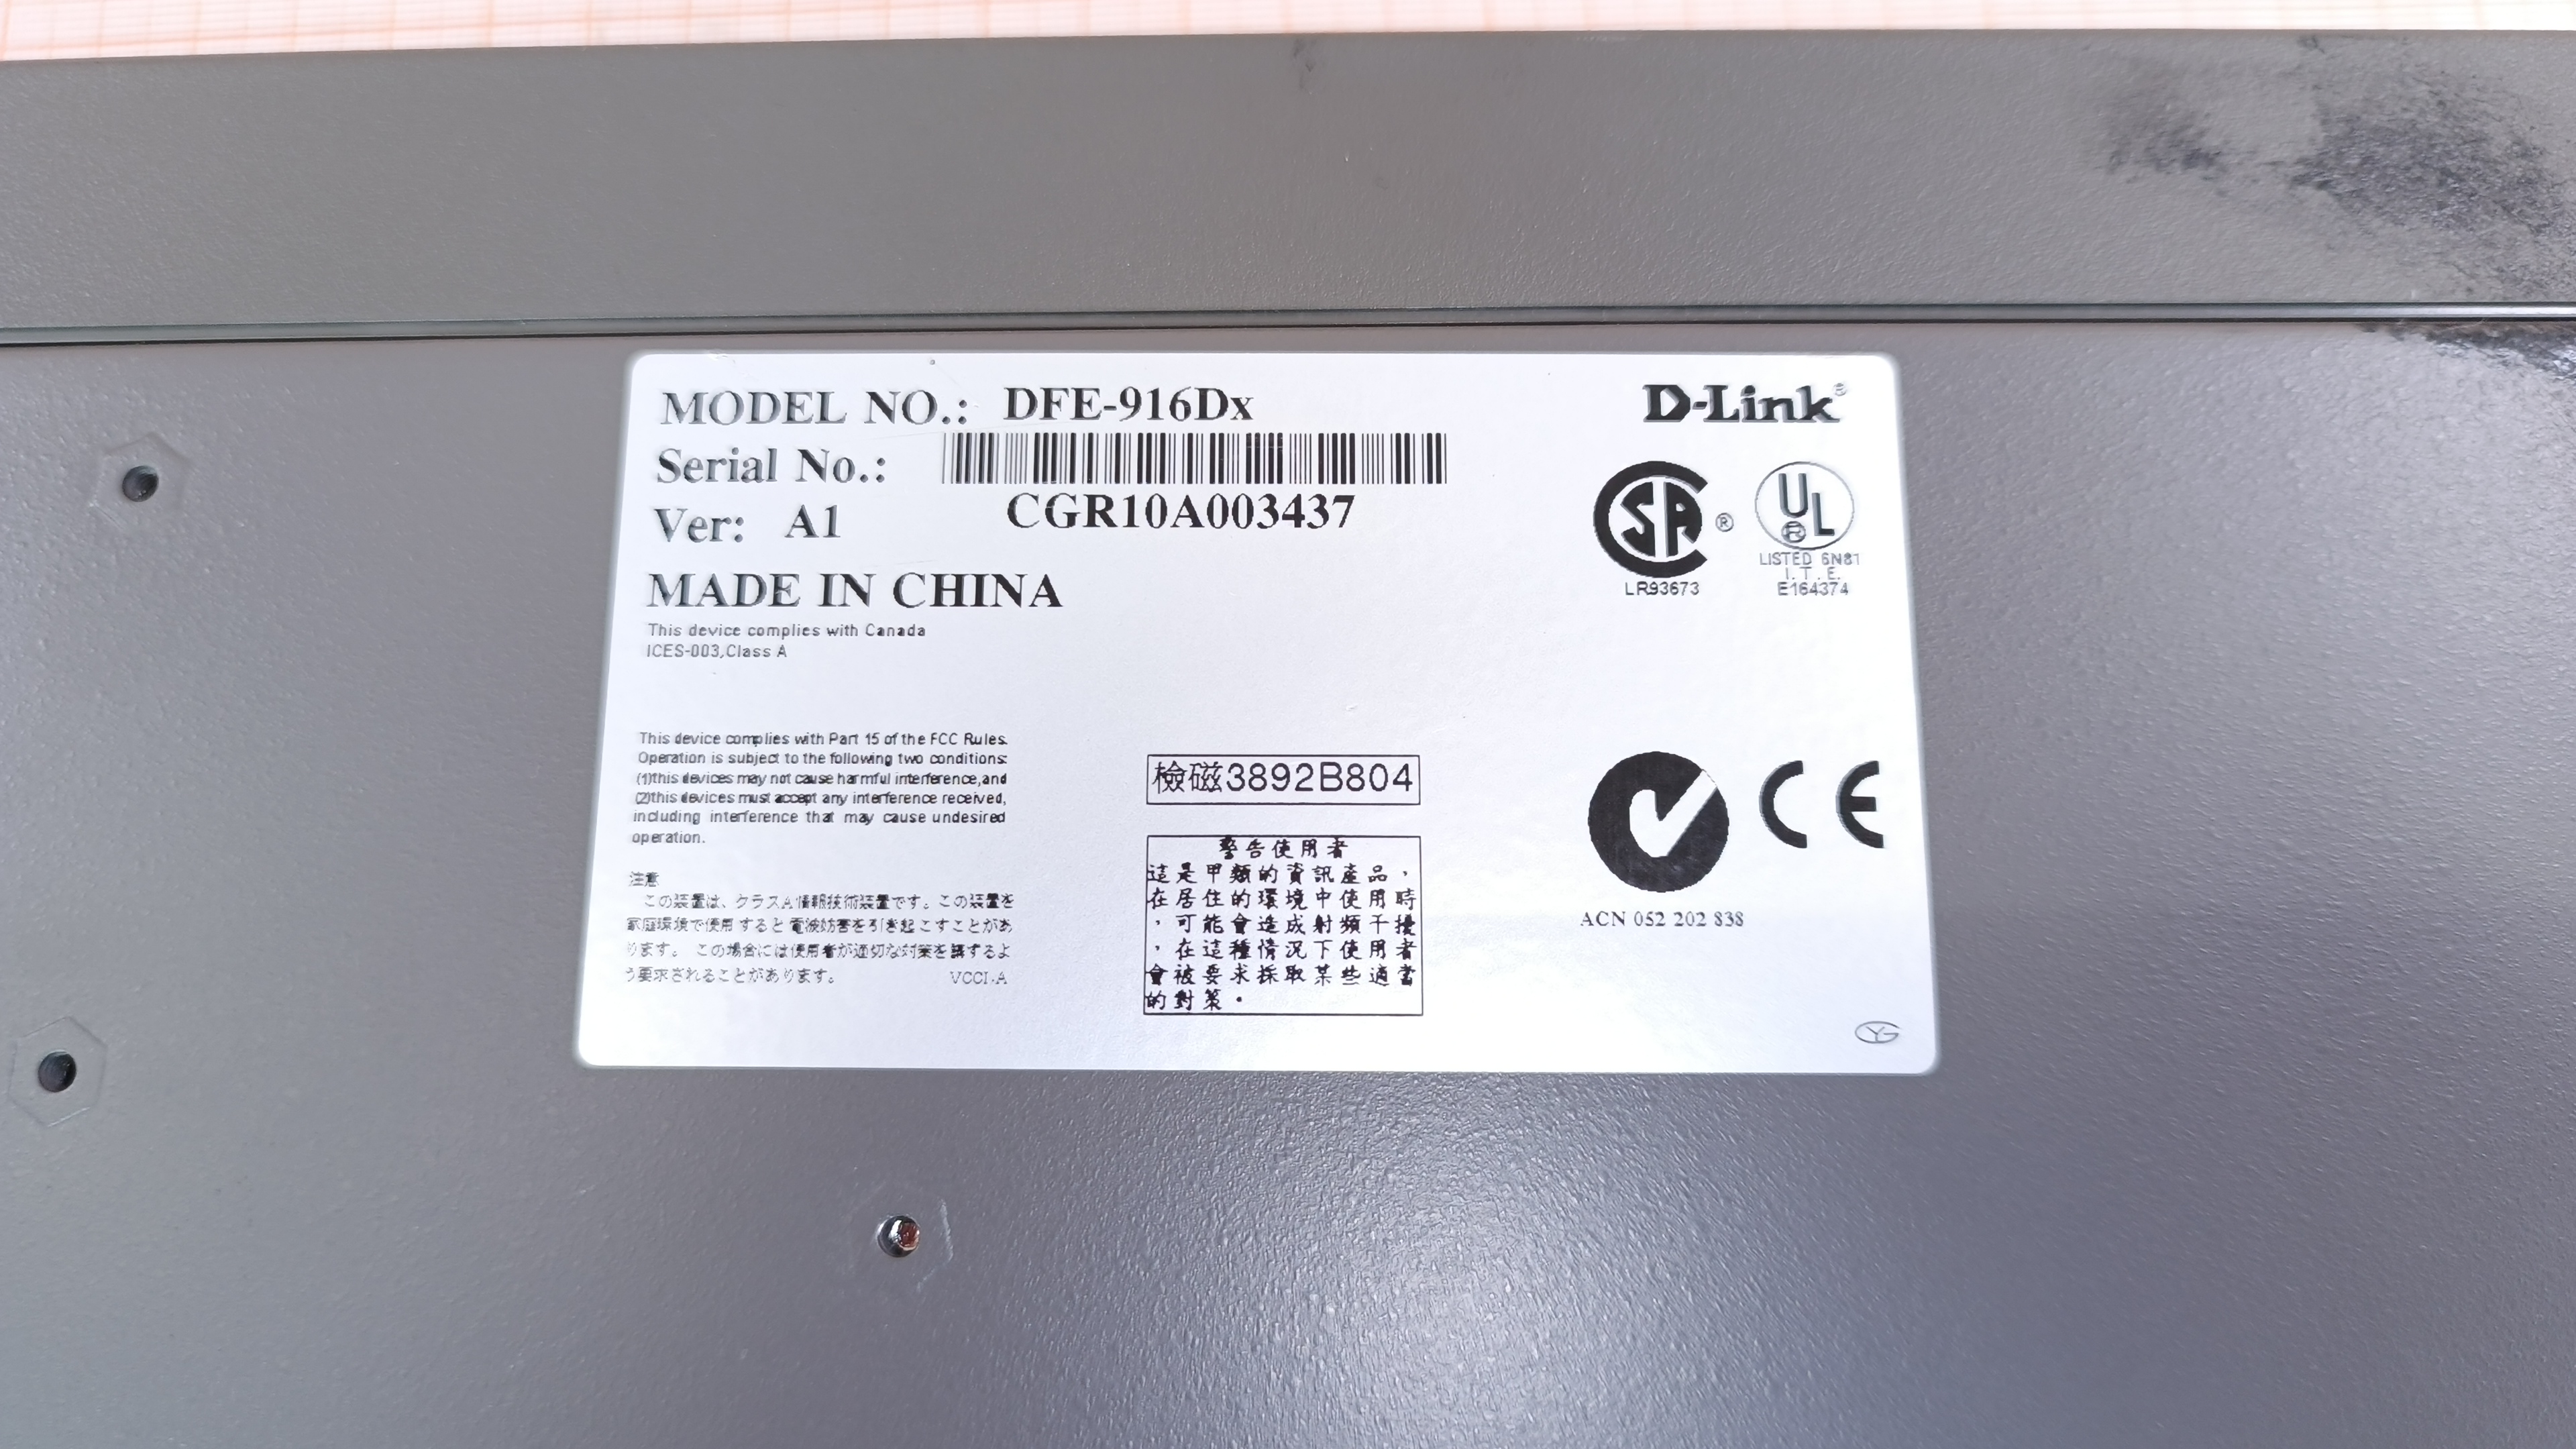 MODEL NO.: DFE-916Dx
Serial No.:
CGR10A003437
Ver: A1
MADE IN CHINA
This device complies with Canada
ICES-003,Class A
This device complies with Part 15 of the FCC Rules.
Operation is subject to the following two conditions:
(1)this devices may not cause harmful interference,and
(2)this devices must accept any interference received,
including interference that may cause undesired
operation.
注意
この装置は、クラスA情報技術装置です。この装置を
家庭環境で使用すると電波妨害を引き起こすことがあ
ります。 この場合には使用者が適切な対策を講するよ
う要求されることがあります。 VCCI-A
檢磁3892B804
警告使用者
這是甲類的資訊產品，
在居住的環境中使用時
，可能會造成射頻干擾
，在這種情況下使用者
會被要求採取某些適當
的對策。
D-Link®
CSA ®
LR93673
UL ®
LISTED 6N81
I.T.E.
E164374
CE
ACN 052 202 838
YG